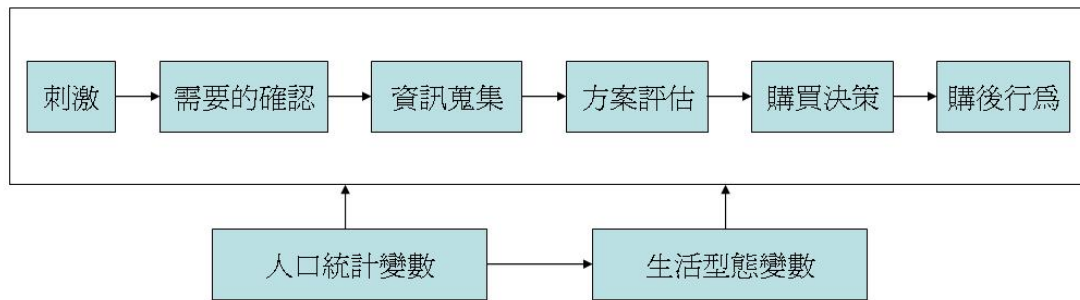 刺激
需要的確認
資訊蒐集
方案評估
購買決策
購後行爲
人口統計變數
生活型態變數